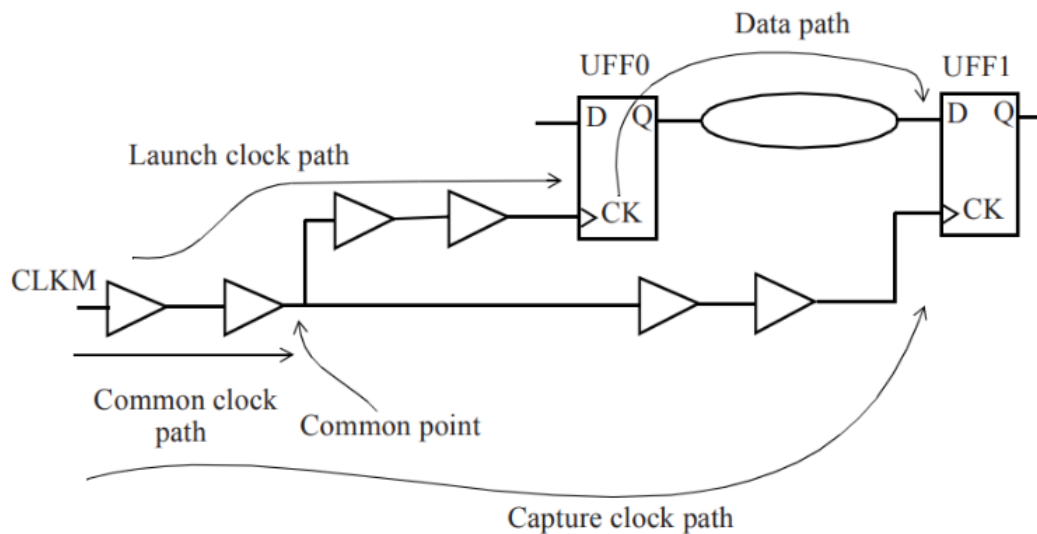 Data path
UFF0
UFF1
D Q
D Q
Launch clock path
CK
CK
CLKM
Common clock
path
Common point
Capture clock path